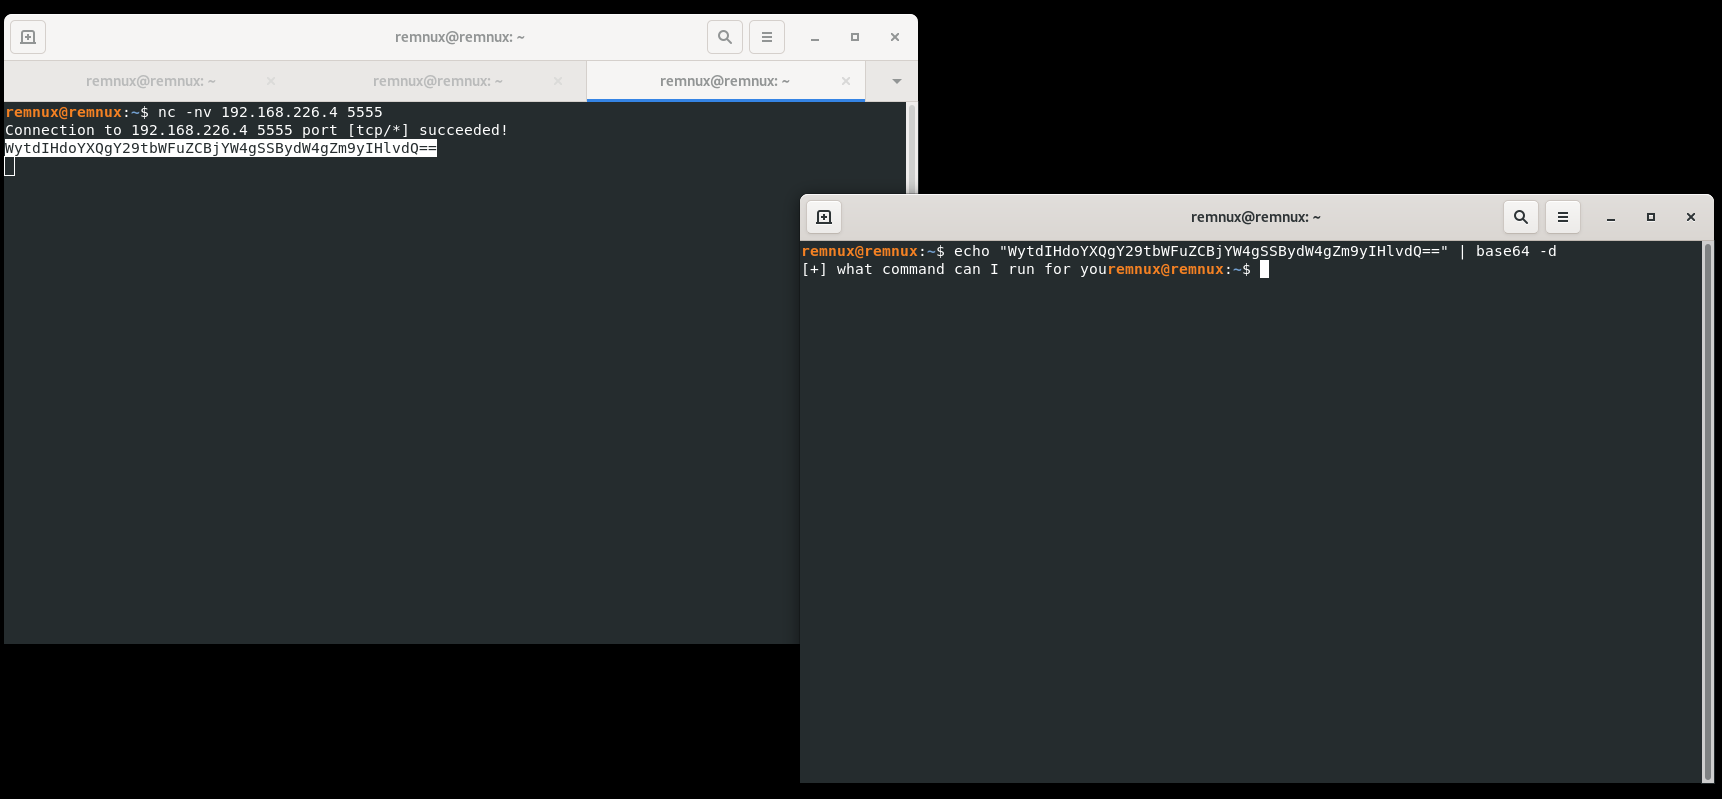 remnux@remnux: ~
remnux@remnux: ~
remnux@remnux: ~
remnux@remnux: ~
remnux@remnux:~$ nc -nv 192.168.226.4 5555
Connection to 192.168.226.4 5555 port [tcp/*] succeeded!
WytdIHdoYXQgY29tbWFuZCBjYW4gSSBydW4gZm9yIHlvdQ==
remnux@remnux: ~
remnux@remnux:~$ echo "WytdIHdoYXQgY29tbWFuZCBjYW4gSSBydW4gZm9yIHlvdQ==" | base64 -d
[+] what command can I run for youremnux@remnux:~$